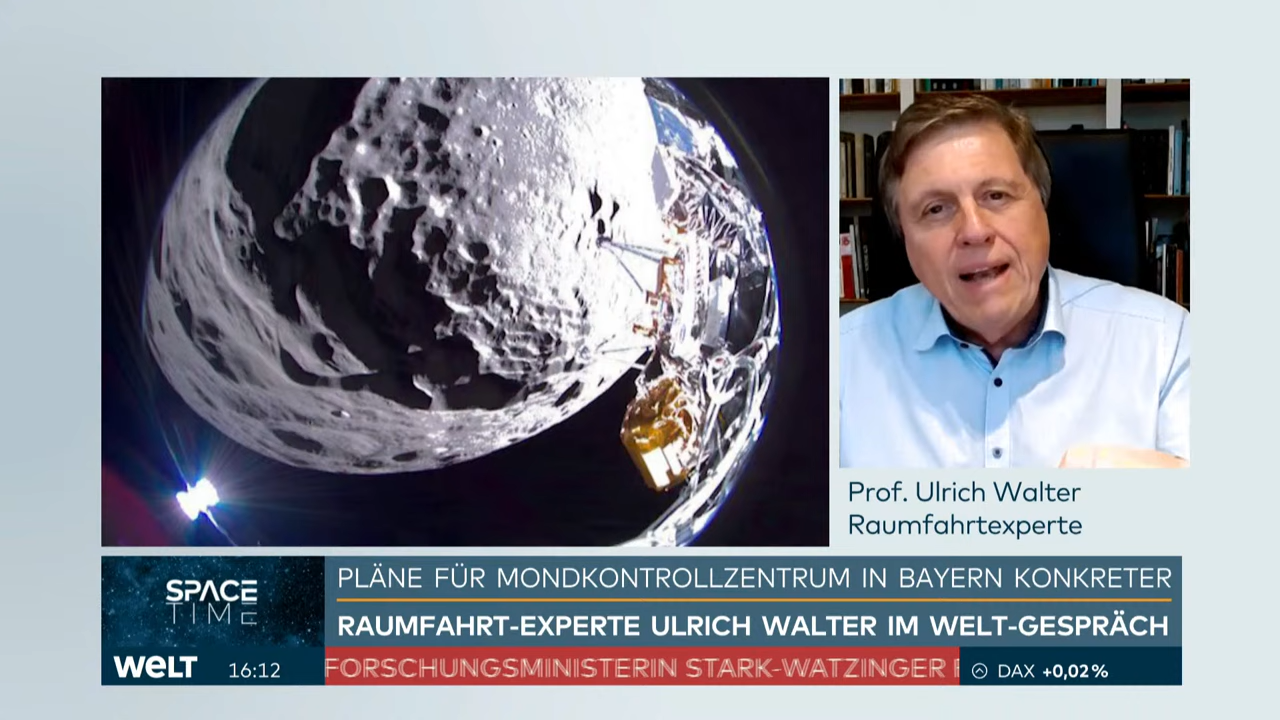 Prof. Ulrich Walter
Raumfahrtexperte
SPACE
TIME
PLÄNE FÜR MONDKONTROLLZENTRUM IN BAYERN KONKRETER
RAUMFAHRT-EXPERTE ULRICH WALTER IM WELT-GESPRÄCH
welt 16:12
FORSCHUNGSMINISTERIN STARK-WATZINGER
DAX +0,02%